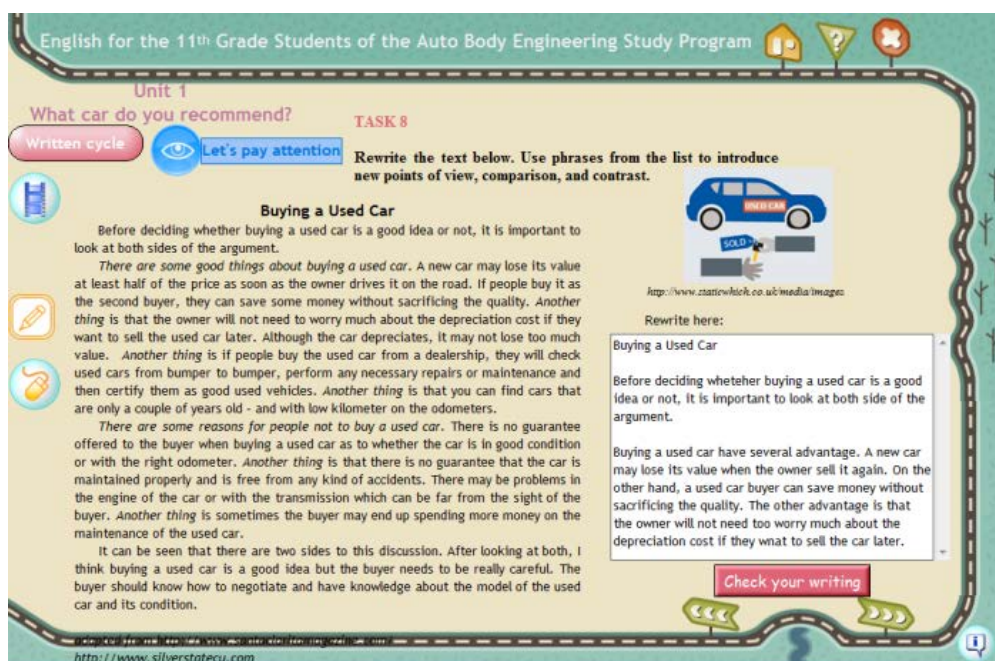 English for the 11th Grade Students of the Auto Body Engineering Study Program
Unit 1
What car do you recommend?
Written cycle
Let's pay attention
TASK 8
Rewrite the text below. Use phrases from the list to introduce
new points of view, comparison, and contrast.
Buying a Used Car
Before deciding whether buying a used car is a good idea or not, it is important to
look at both sides of the argument.
There are some good things about buying a used car. A new car may lose its value
at least half of the price as soon as the owner drives it on the road. If people buy it as
the second buyer, they can save some money without sacrificing the quality. Another
thing is that the owner will not need to worry much about the depreciation cost if they
want to sell the used car later. Although the car depreciates, it may not lose too much
value. Another thing is if people buy the used car from a dealership, they will check
used cars from bumper to bumper, perform any necessary repairs or maintenance and
then certify them as good used vehicles. Another thing is that you can find cars that
are only a couple of years old - and with low kilometer on the odometers.
There are some reasons for people not to buy a used car. There is no guarantee
offered to the buyer when buying a used car as to whether the car is in good condition
or with the right odometer. Another thing is that there is no guarantee that the car is
maintained properly and is free from any kind of accidents. There may be problems in
the engine of the car or with the transmission which can be far from the sight of the
buyer. Another thing is sometimes the buyer may end up spending more money on the
maintenance of the used car.
It can be seen that there are two sides to this discussion. After looking at both, I
think buying a used car is a good idea but the buyer needs to be really careful. The
buyer should know how to negotiate and have knowledge about the model of the used
car and its condition.
adapted from http://www.santaclaritamagazine.com/
http://www.silverstatecu.com
USED CAR
SOLD
http://www.staticwhich.co.uk/media/images
Rewrite here:
Buying a Used Car
Before deciding wheteher buying a used car is a good
idea or not, it is important to look at both side of the
argument.
Buying a used car have several advantage. A new car
may lose its value when the owner sell it again. On the
other hand, a used car buyer can save money without
sacrificing the quality. The other advantage is that
the owner will not need too worry much about the
depreciation cost if they wnat to sell the car later.
Check your writing